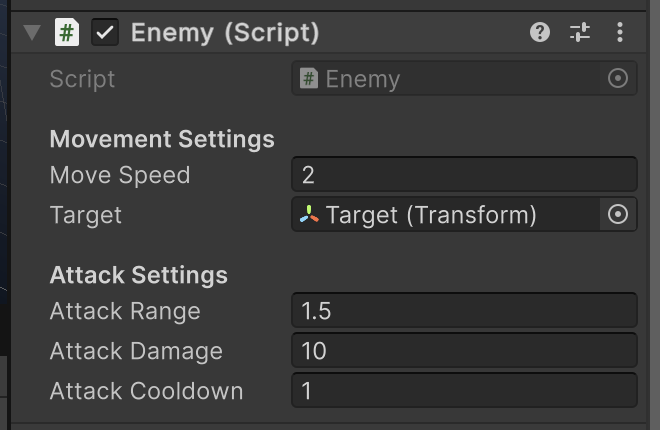 Enemy (Script)
Script Enemy
Movement Settings
Move Speed 2
Target Target (Transform)
Attack Settings
Attack Range 1.5
Attack Damage 10
Attack Cooldown 1